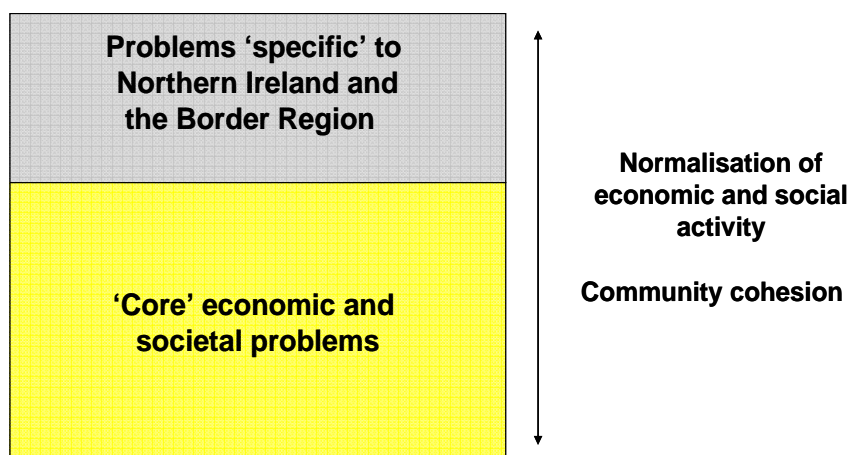 Problems ‘specific’ to
Northern Ireland and
the Border Region
‘Core’ economic and
societal problems
Normalisation of
economic and social
activity
Community cohesion